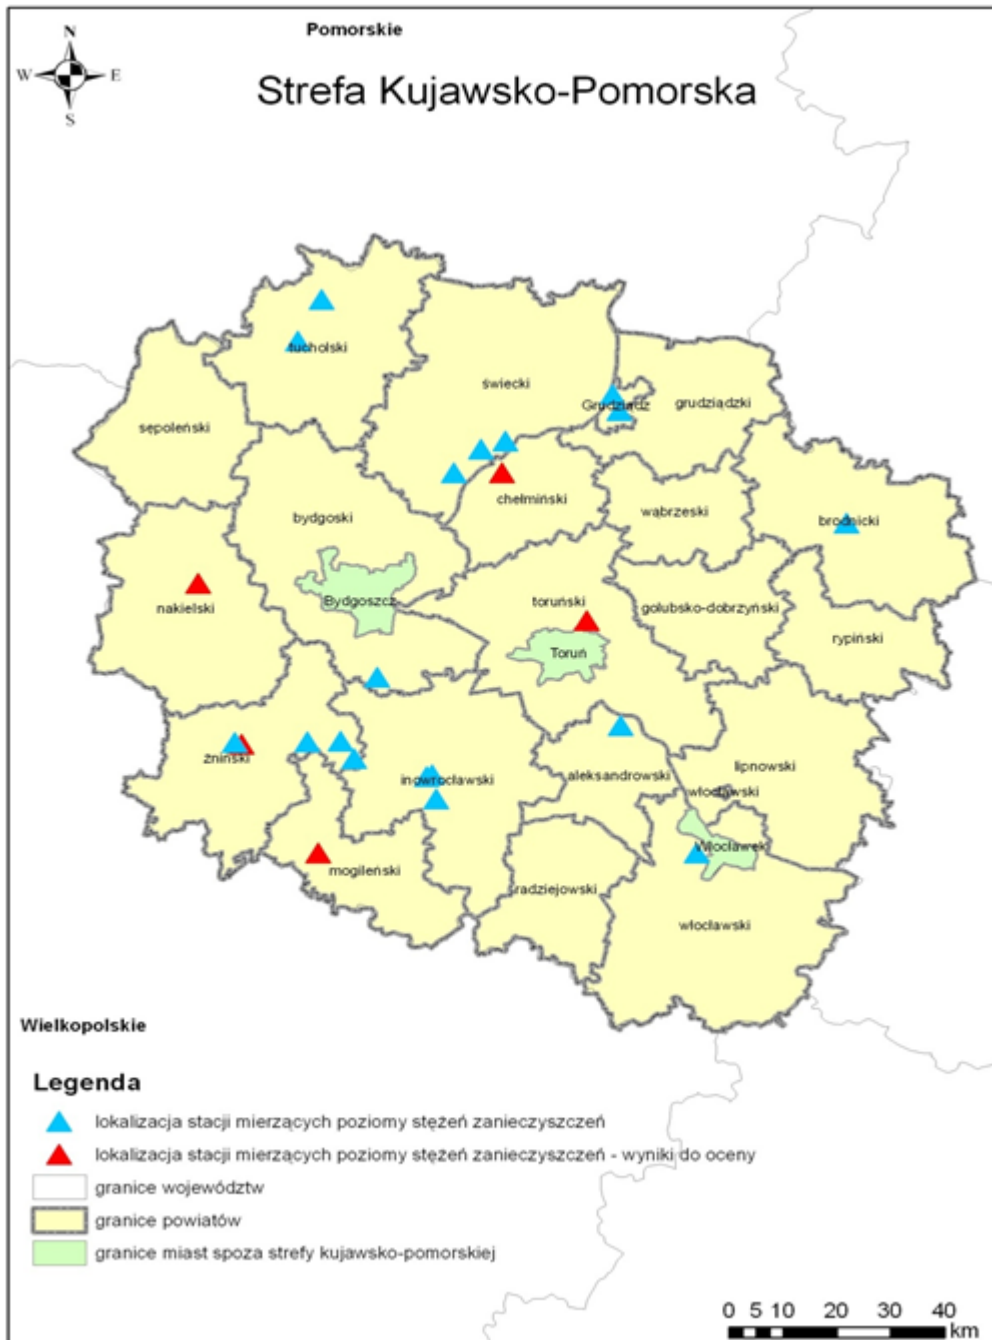 Pomorskie
N
W E
S
Strefa Kujawsko-Pomorska
tucholski
świecki
Grudziądz
grudziądzki
sępoleński
chełmiński
wąbrzeski
bydgoski
brodnicki
nakielski
Bydgoszcz
toruński
golubsko-dobrzyński
rypiński
Toruń
żniński
inowrocławski
aleksandrowski
lipnowski
włocławski
Włocławek
mogileński
radziejowski
włocławski
Wielkopolskie
Legenda
lokalizacja stacji mierzących poziomy stężeń zanieczyszczeń
lokalizacja stacji mierzących poziomy stężeń zanieczyszczeń - wyniki do oceny
granice województw
granice powiatów
granice miast spoza strefy kujawsko-pomorskiej
0 5 10 20 30 40
km